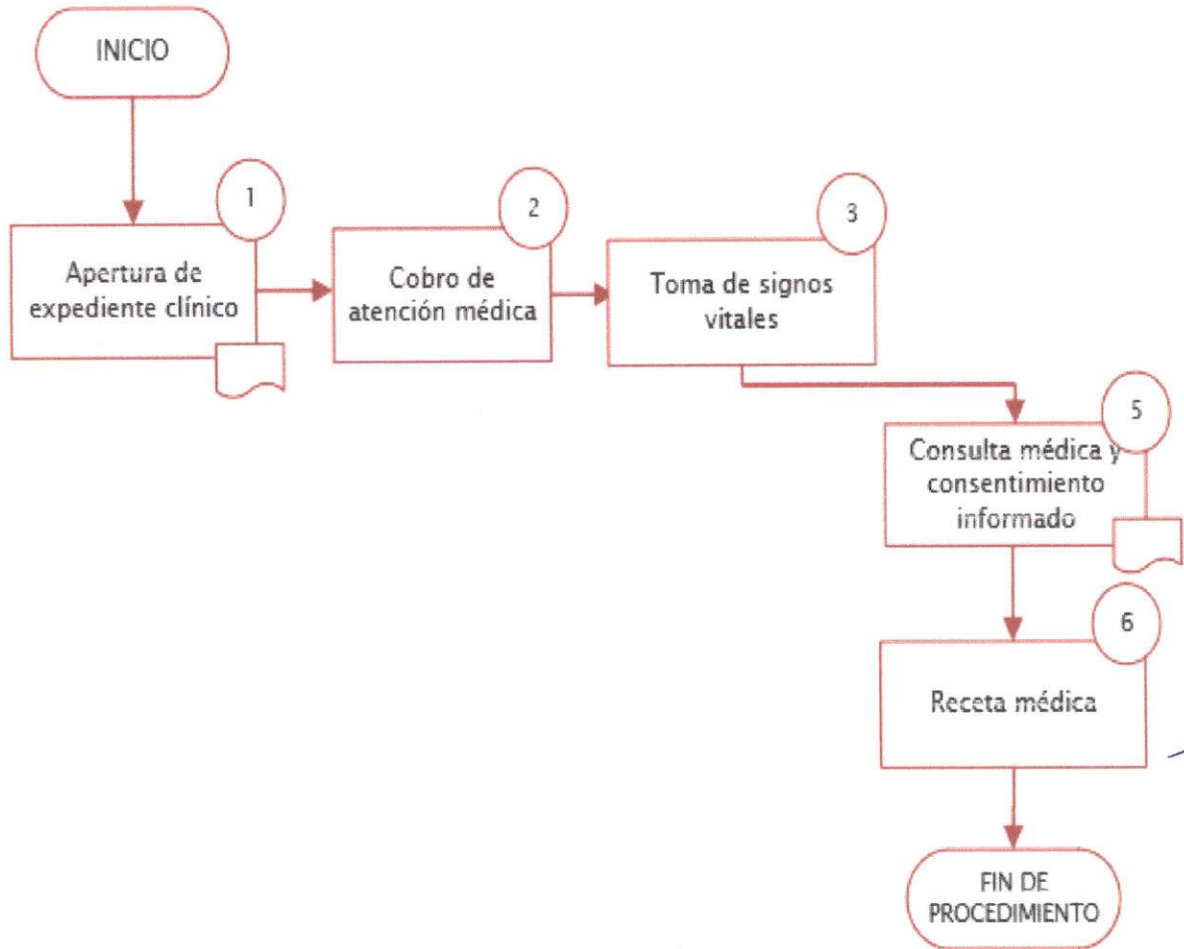 INICIO
1
Apertura de
expediente clínico
2
Cobro de
atención médica
3
Toma de signos
vitales
5
Consulta médica y
consentimiento
informado
6
Receta médica
FIN DE
PROCEDIMIENTO